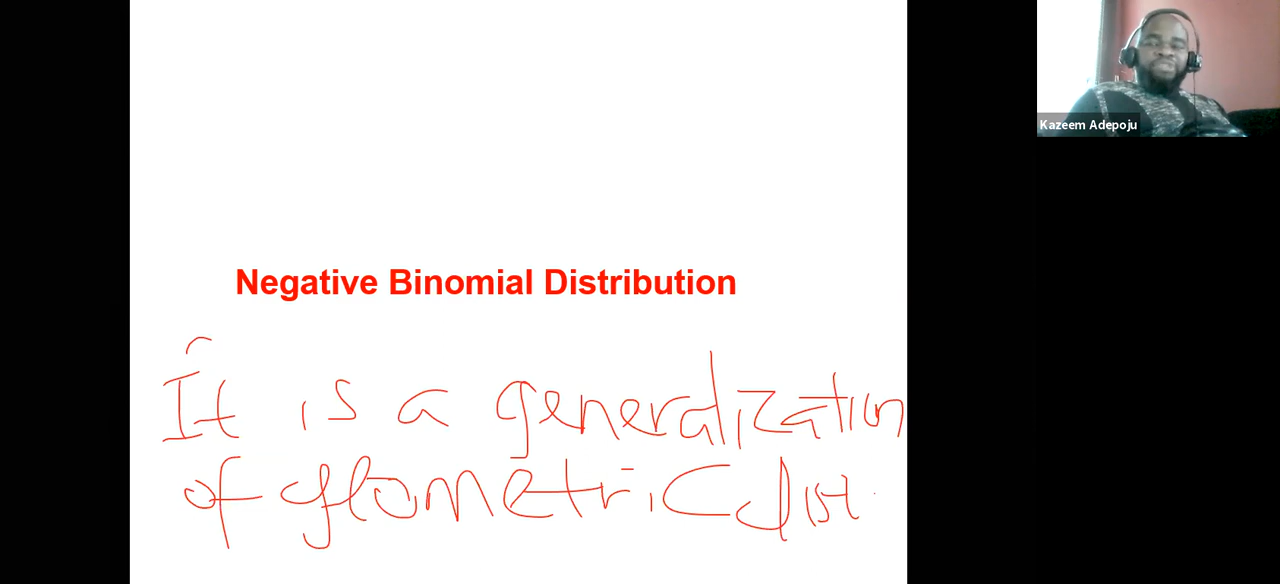 Kazeem Adepoju
Negative Binomial Distribution
It is a generalization
of geometric dist